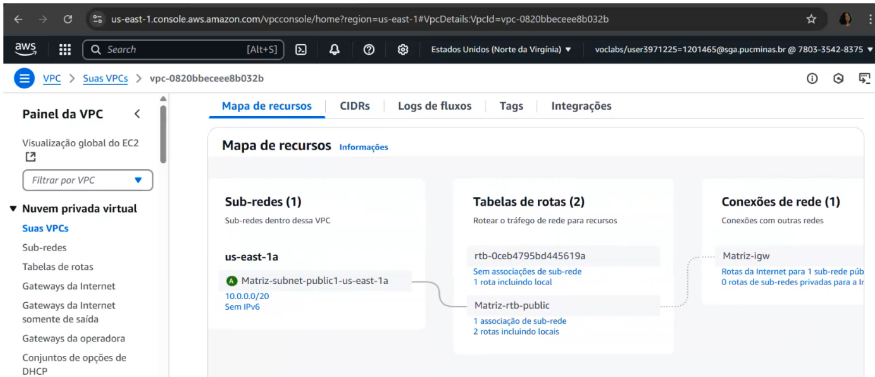 us-east-1.console.aws.amazon.com/vpcconsole/home?region=us-east-1#VpcDetails:VpcId=vpc-0820bbeceee8b032b
aws
Search [Alt+S] Estados Unidos (Norte da Virgínia) ▼ voclabs/user3971225=1201465@sga.pucminas.br @ 7803-3542-8375 ▼
VPC > Suas VPCs > vpc-0820bbeceee8b032b
Painel da VPC
Visualização global do EC2
Filtrar por VPC
Nuvem privada virtual
Suas VPCs
Sub-redes
Tabelas de rotas
Gateways da Internet
Gateways da Internet
somente de saída
Gateways da operadora
Conjuntos de opções de
DHCP
Mapa de recursos CIDRs Logs de fluxos Tags Integrações
Mapa de recursos Informações
Sub-redes (1)
Sub-redes dentro dessa VPC
us-east-1a
A Matriz-subnet-public1-us-east-1a
10.0.0.0/20
Sem IPv6
Tabelas de rotas (2)
Rotear o tráfego de rede para recursos
rtb-0ceb4795bd445619a
Sem associações de sub-rede
1 rota incluindo local
Matriz-rtb-public
1 associação de sub-rede
2 rotas incluindo locais
Conexões de rede (1)
Conexões com outras redes
Matriz-igw
Rotas da Internet para 1 sub-rede púb
0 rotas de sub-redes privadas para a In